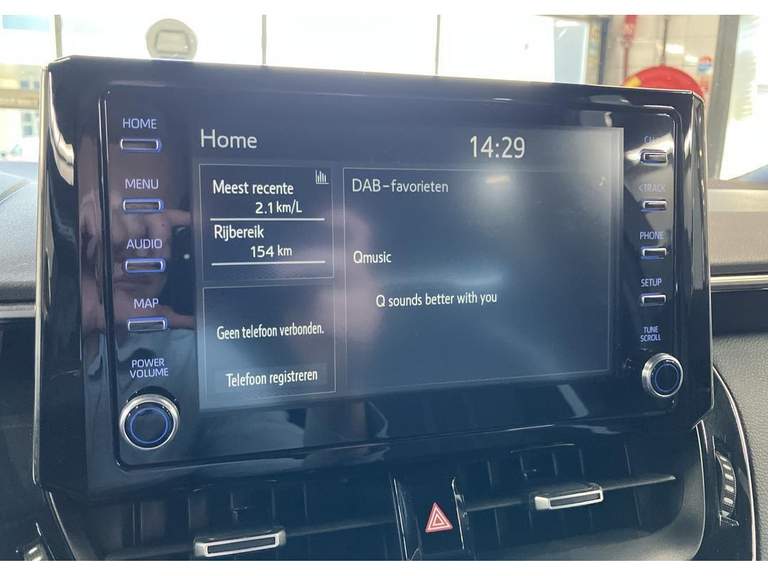 HOME
MENU
AUDIO
MAP
POWER
VOLUME
Home
14:29
Meest recente
2.1 km/L
Rijbereik
154 km
Geen telefoon verbonden.
Telefoon registreren
DAB-favorieten
Qmusic
Q sounds better with you
<TRACK
PHONE
SETUP
TUNE
SCROLL